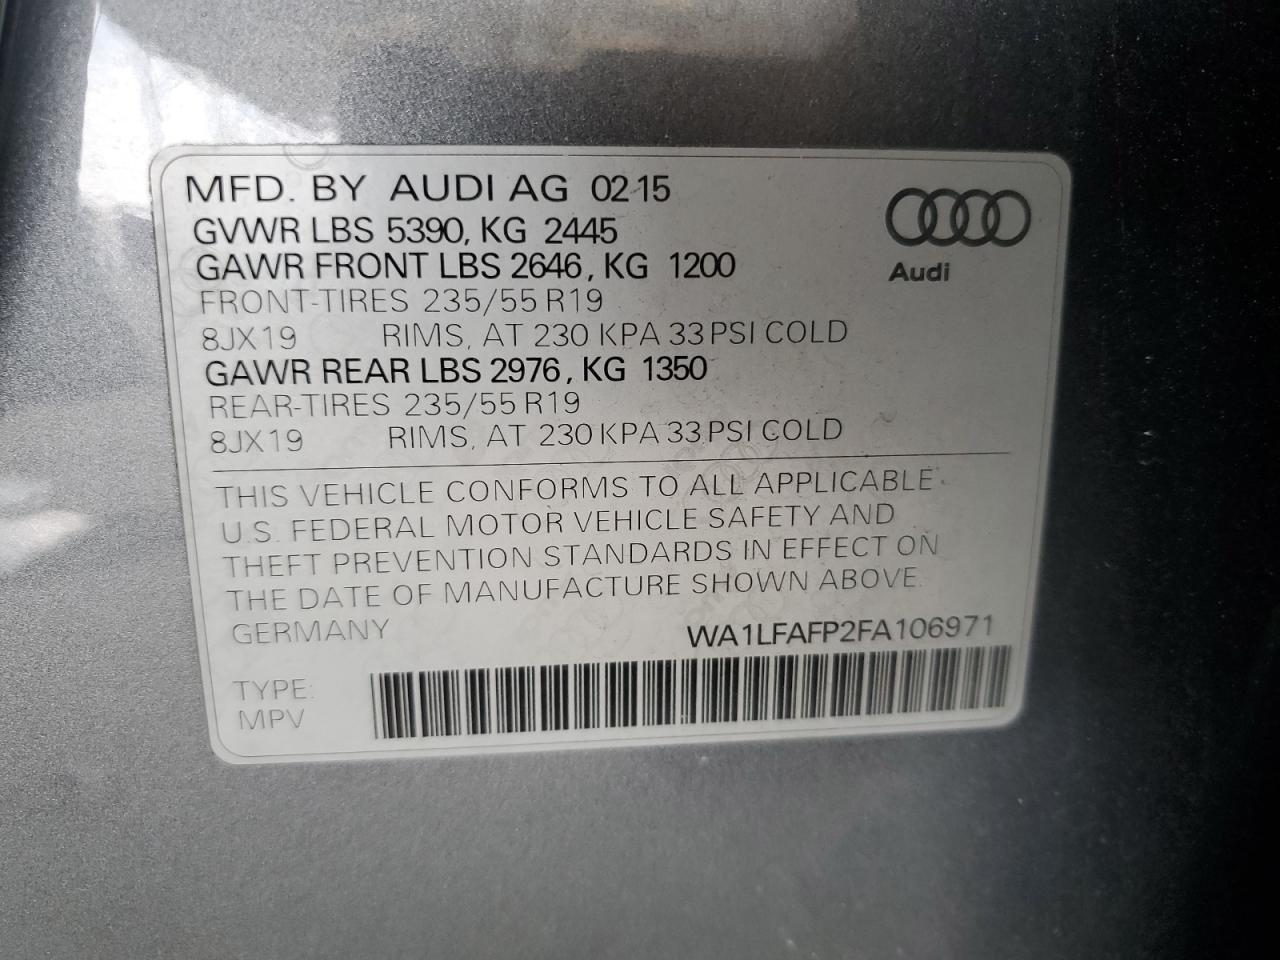 MFD. BY AUDI AG 02-15
GVWR LBS 5390, KG 2445
GAWR FRONT LBS 2646, KG 1200
FRONT-TIRES 235/55 R19
8JX19 RIMS, AT 230 KPA 33 PSI COLD
GAWR REAR LBS 2976, KG 1350
REAR-TIRES 235/55 R19
8JX19 RIMS, AT 230 KPA 33 PSI COLD
Audi
THIS VEHICLE CONFORMS TO ALL APPLICABLE
U.S. FEDERAL MOTOR VEHICLE SAFETY AND
THEFT PREVENTION STANDARDS IN EFFECT ON
THE DATE OF MANUFACTURE SHOWN ABOVE.
GERMANY WA1LFAFP2FA106971
TYPE:
MPV